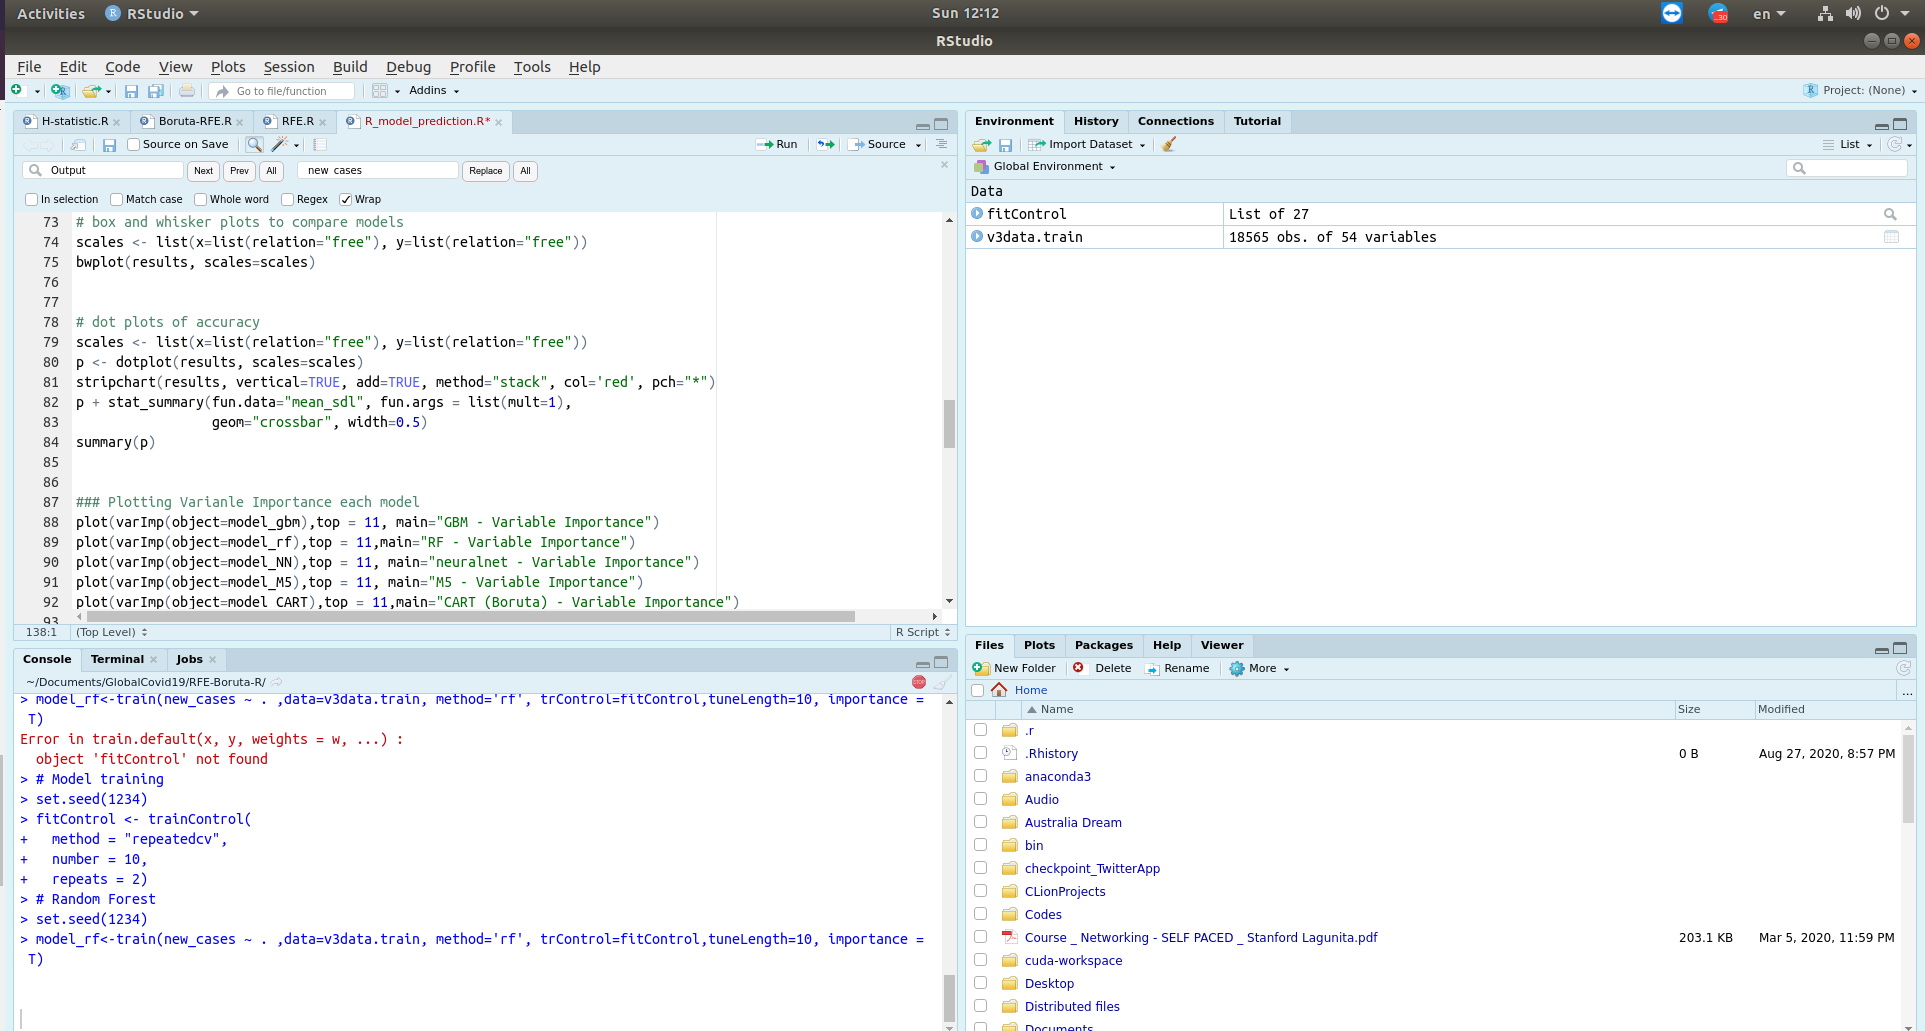 Activities RStudio Sun 12:12 30 en
RStudio
File Edit Code View Plots Session Build Debug Profile Tools Help
Go to file/function Addins Project: (None)
H-statistic.R Boruta-RFE.R RFE.R R_model_prediction.R*
Source on Save Run Source
Output Next Prev All new cases Replace All
In selection Match case Whole word Regex Wrap
73 # box and whisker plots to compare models
74 scales <- list(x=list(relation="free"), y=list(relation="free"))
75 bwplot(results, scales=scales)
76
77
78 # dot plots of accuracy
79 scales <- list(x=list(relation="free"), y=list(relation="free"))
80 p <- dotplot(results, scales=scales)
81 stripchart(results, vertical=TRUE, add=TRUE, method="stack", col='red', pch="*")
82 p + stat_summary(fun.data="mean_sdl", fun.args = list(mult=1),
83 geom="crossbar", width=0.5)
84 summary(p)
85
86
87 ### Plotting Varianle Importance each model
88 plot(varImp(object=model_gbm),top = 11, main="GBM - Variable Importance")
89 plot(varImp(object=model_rf),top = 11,main="RF - Variable Importance")
90 plot(varImp(object=model_NN),top = 11, main="neuralnet - Variable Importance")
91 plot(varImp(object=model_M5),top = 11, main="M5 - Variable Importance")
92 plot(varImp(object=model_CART),top = 11,main="CART (Boruta) - Variable Importance")
93
138:1 (Top Level) R Script
Console Terminal Jobs
~/Documents/GlobalCovid19/RFE-Boruta-R/ STOP
> model_rf<-train(new_cases ~ . ,data=v3data.train, method='rf', trControl=fitControl,tuneLength=10, importance =
T)
Error in train.default(x, y, weights = w, ...) :
object 'fitControl' not found
> # Model training
> set.seed(1234)
> fitControl <- trainControl(
+ method = "repeatedcv",
+ number = 10,
+ repeats = 2)
> # Random Forest
> set.seed(1234)
> model_rf<-train(new_cases ~ . ,data=v3data.train, method='rf', trControl=fitControl,tuneLength=10, importance =
T)
Environment History Connections Tutorial
Import Dataset List
Global Environment
Data
fitControl List of 27
v3data.train 18565 obs. of 54 variables
Files Plots Packages Help Viewer
New Folder Delete Rename More
Home ...
Name Size Modified
.r
.Rhistory 0 B Aug 27, 2020, 8:57 PM
anaconda3
Audio
Australia Dream
bin
checkpoint_TwitterApp
CLionProjects
Codes
Course _ Networking - SELF PACED _ Stanford Lagunita.pdf 203.1 KB Mar 5, 2020, 11:59 PM
cuda-workspace
Desktop
Distributed files
Documents